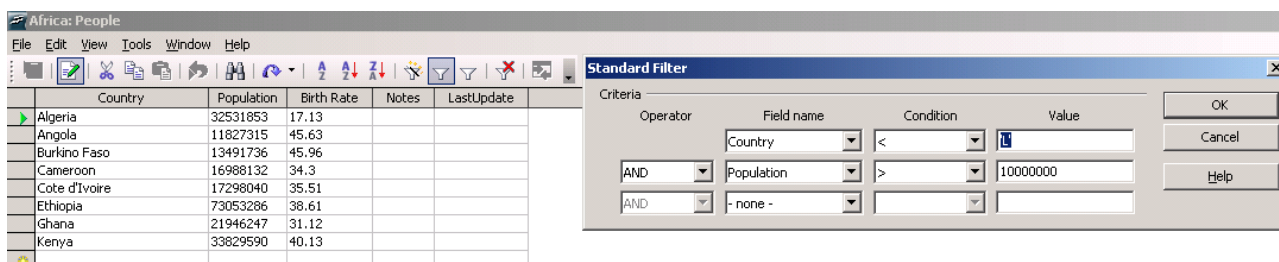 Africa: People
File Edit View Tools Window Help
Country Population Birth Rate Notes LastUpdate
Algeria 32531853 17.13
Angola 11827315 45.63
Burkino Faso 13491736 45.96
Cameroon 16988132 34.3
Cote d'Ivoire 17298040 35.51
Ethiopia 73053286 38.61
Ghana 21946247 31.12
Kenya 33829590 40.13
Standard Filter
Criteria
Operator Field name Condition Value
Country < 'L'
AND Population > 10000000
AND - none -
OK
Cancel
Help